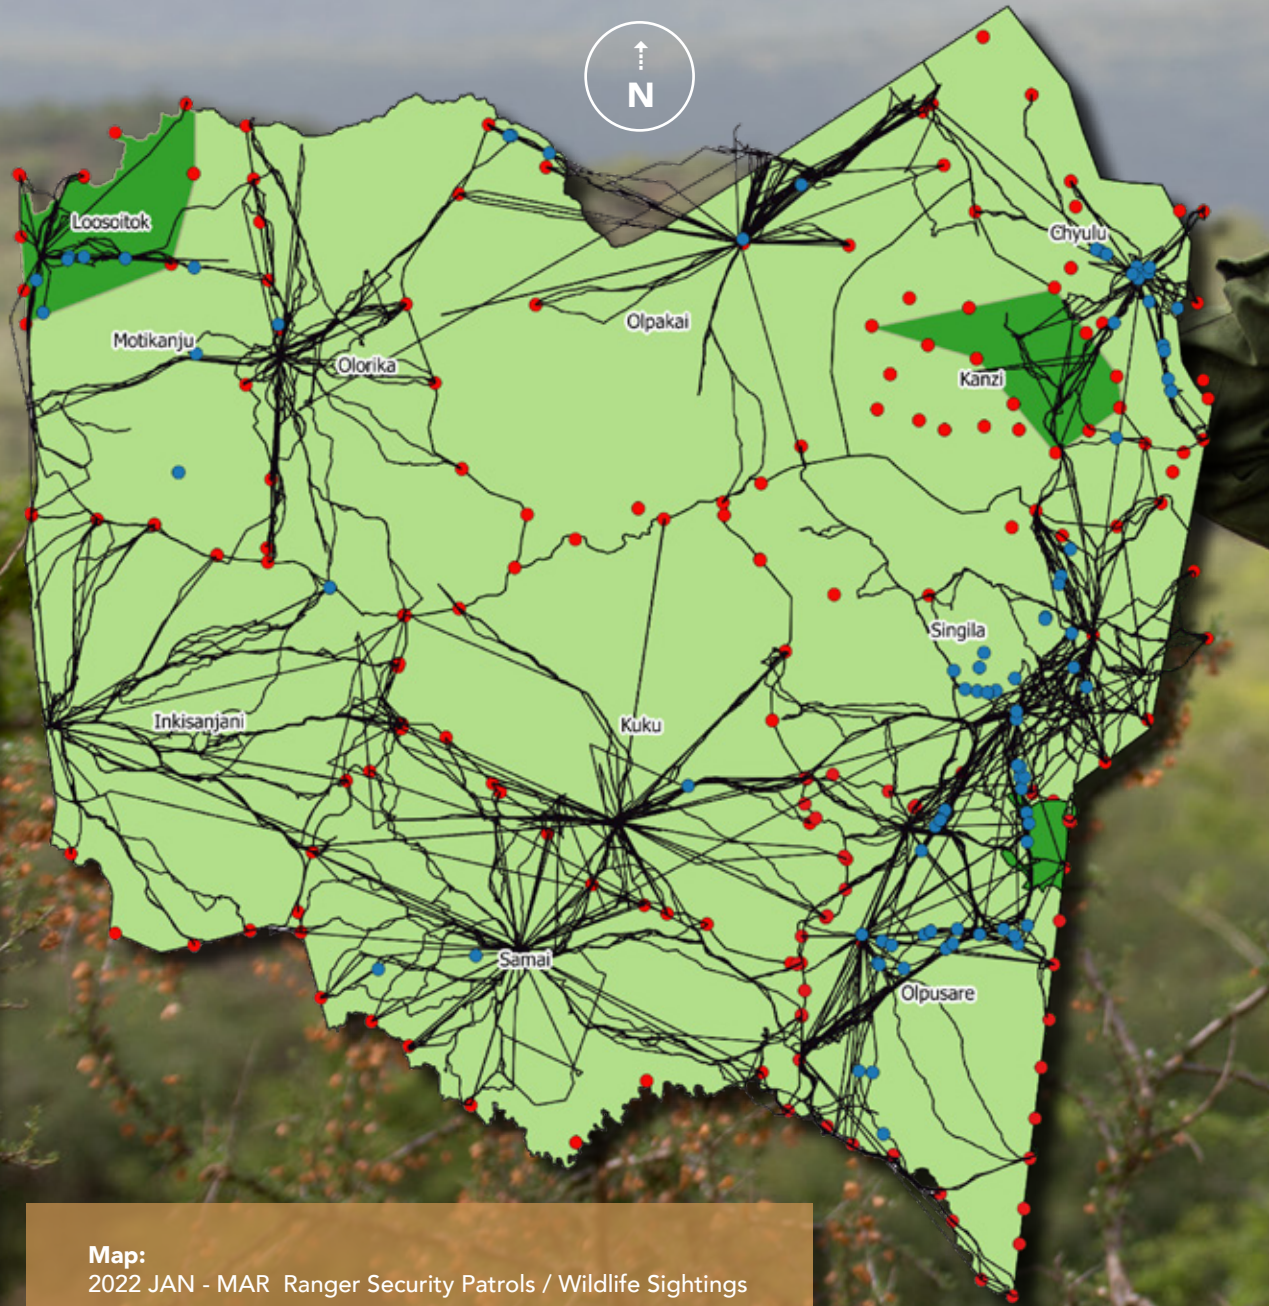 N
Loosoitok
Chyulu
Olpakai
Motikanju
Olorika
Kanzi
Singila
Inkisanjani
Kuku
Samai
Olpusare
Map:
2022 JAN - MAR Ranger Security Patrols / Wildlife Sightings